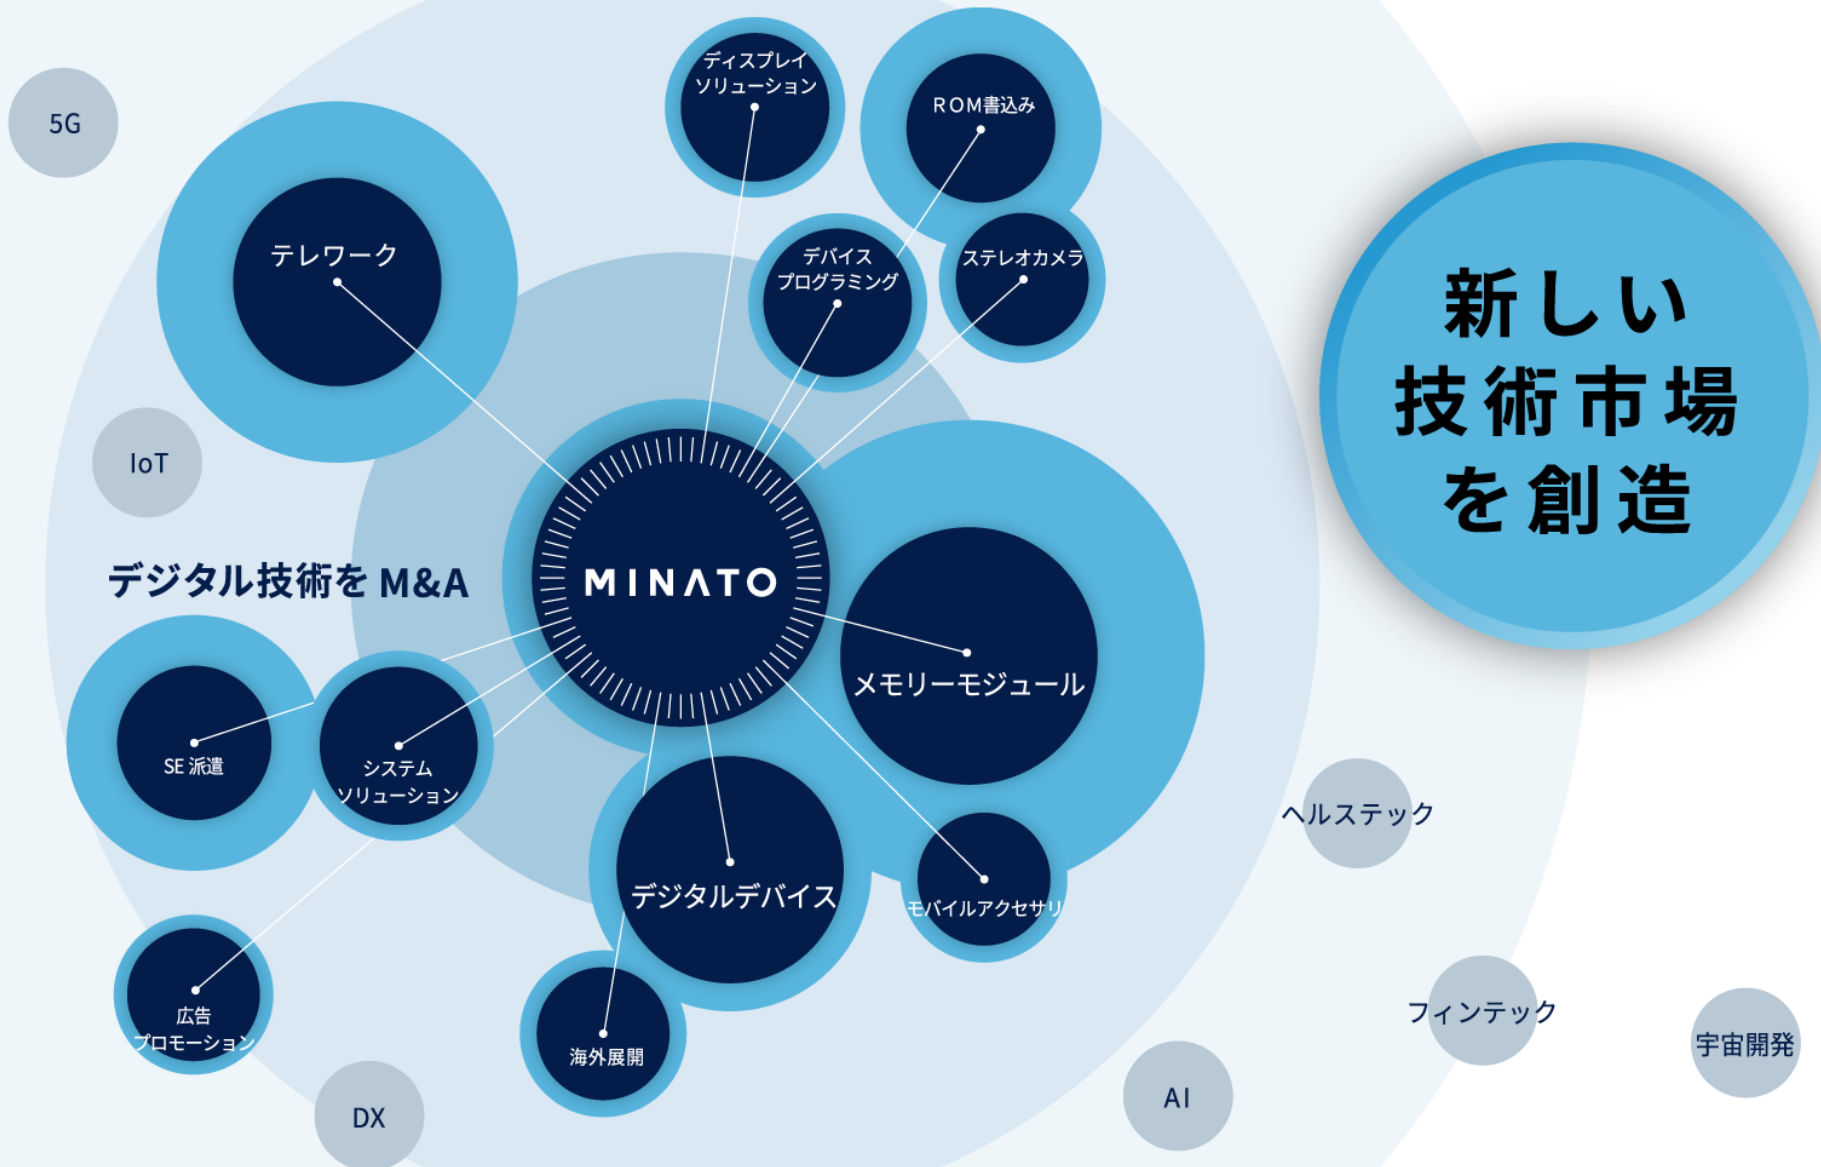 ディスプレイ
ソリューション
ROM書込み
5G
テレワーク
デバイス
プログラミング
ステレオカメラ
新しい
技術市場
を創造
IoT
デジタル技術を M&A
MINATO
メモリーモジュール
SE 派遣
システム
ソリューション
デジタルデバイス
モバイルアクセサリ
ヘルステック
広告
プロモーション
海外展開
フィンテック
宇宙開発
DX
AI